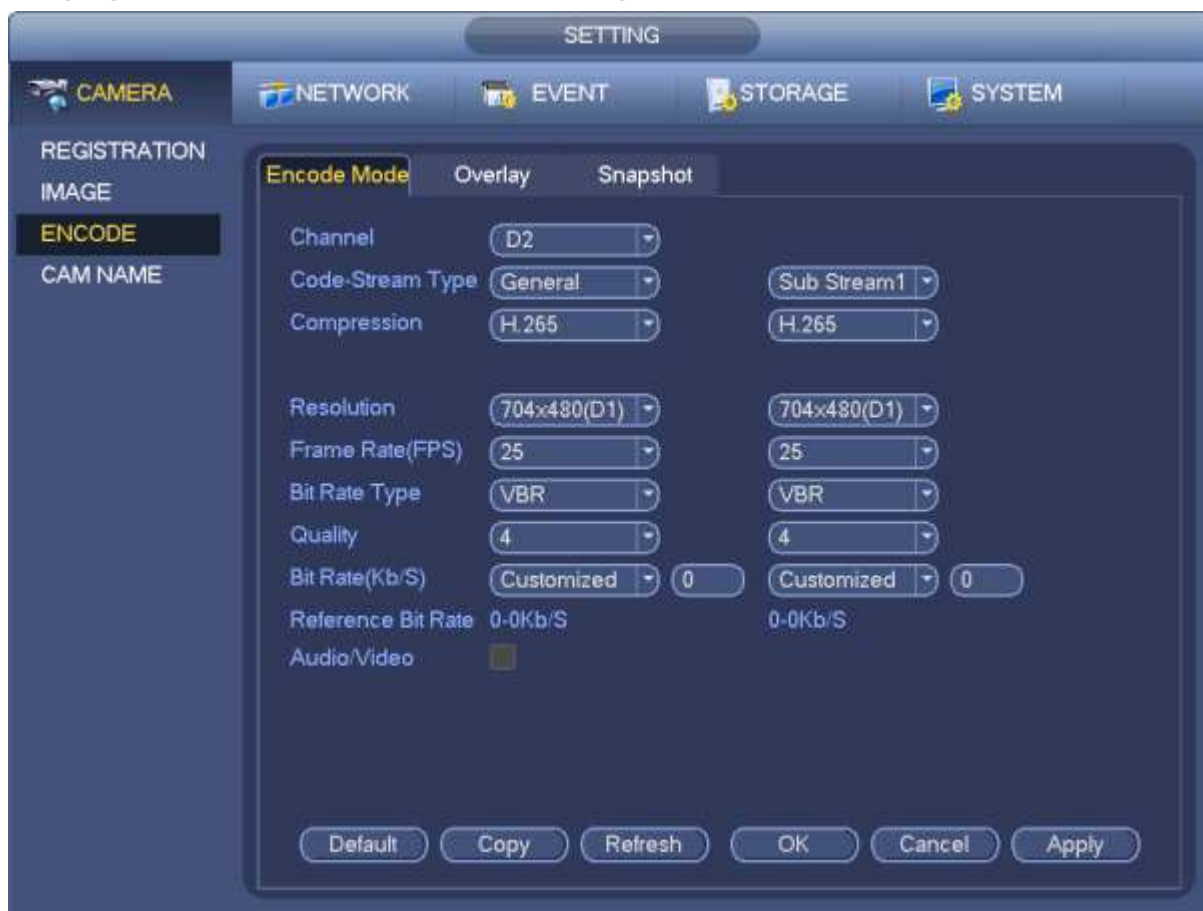 SETTING
CAMERA NETWORK EVENT STORAGE SYSTEM
REGISTRATION
IMAGE
ENCODE
CAM NAME
Encode Mode Overlay Snapshot
Channel D2
Code-Stream Type General Sub Stream1
Compression H.265 H.265
Resolution 704x480(D1) 704x480(D1)
Frame Rate(FPS) 25 25
Bit Rate Type VBR VBR
Quality 4 4
Bit Rate(Kb/S) Customized 0 Customized 0
Reference Bit Rate 0-0Kb/S 0-0Kb/S
Audio/Video
Default Copy Refresh OK Cancel Apply